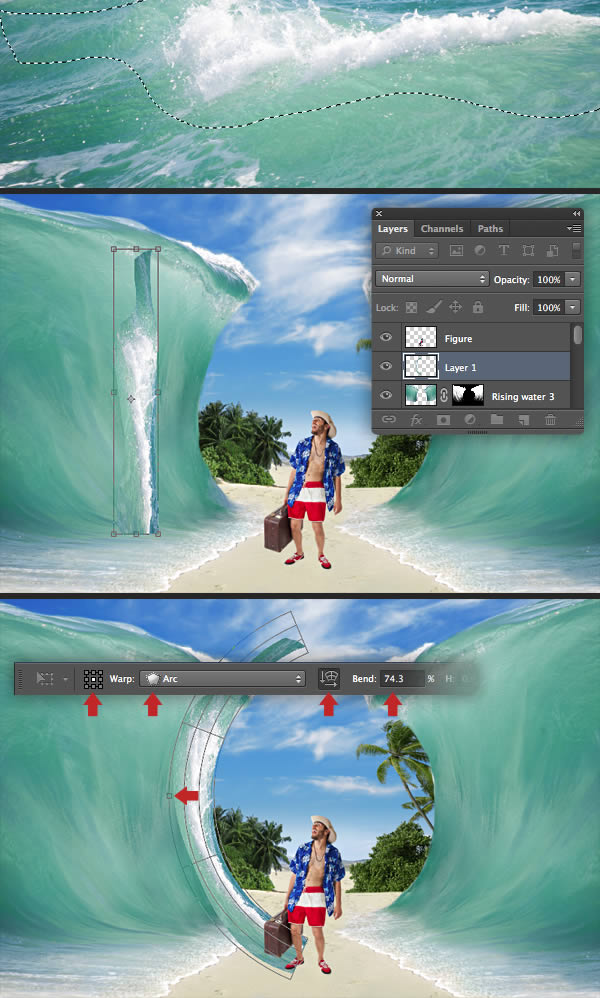 Layers Channels Paths
Kind
Normal Opacity: 100%
Lock: Fill: 100%
Figure
Layer 1
fx
Rising water 3
Warp: Arc Bend: 74.3 % H: